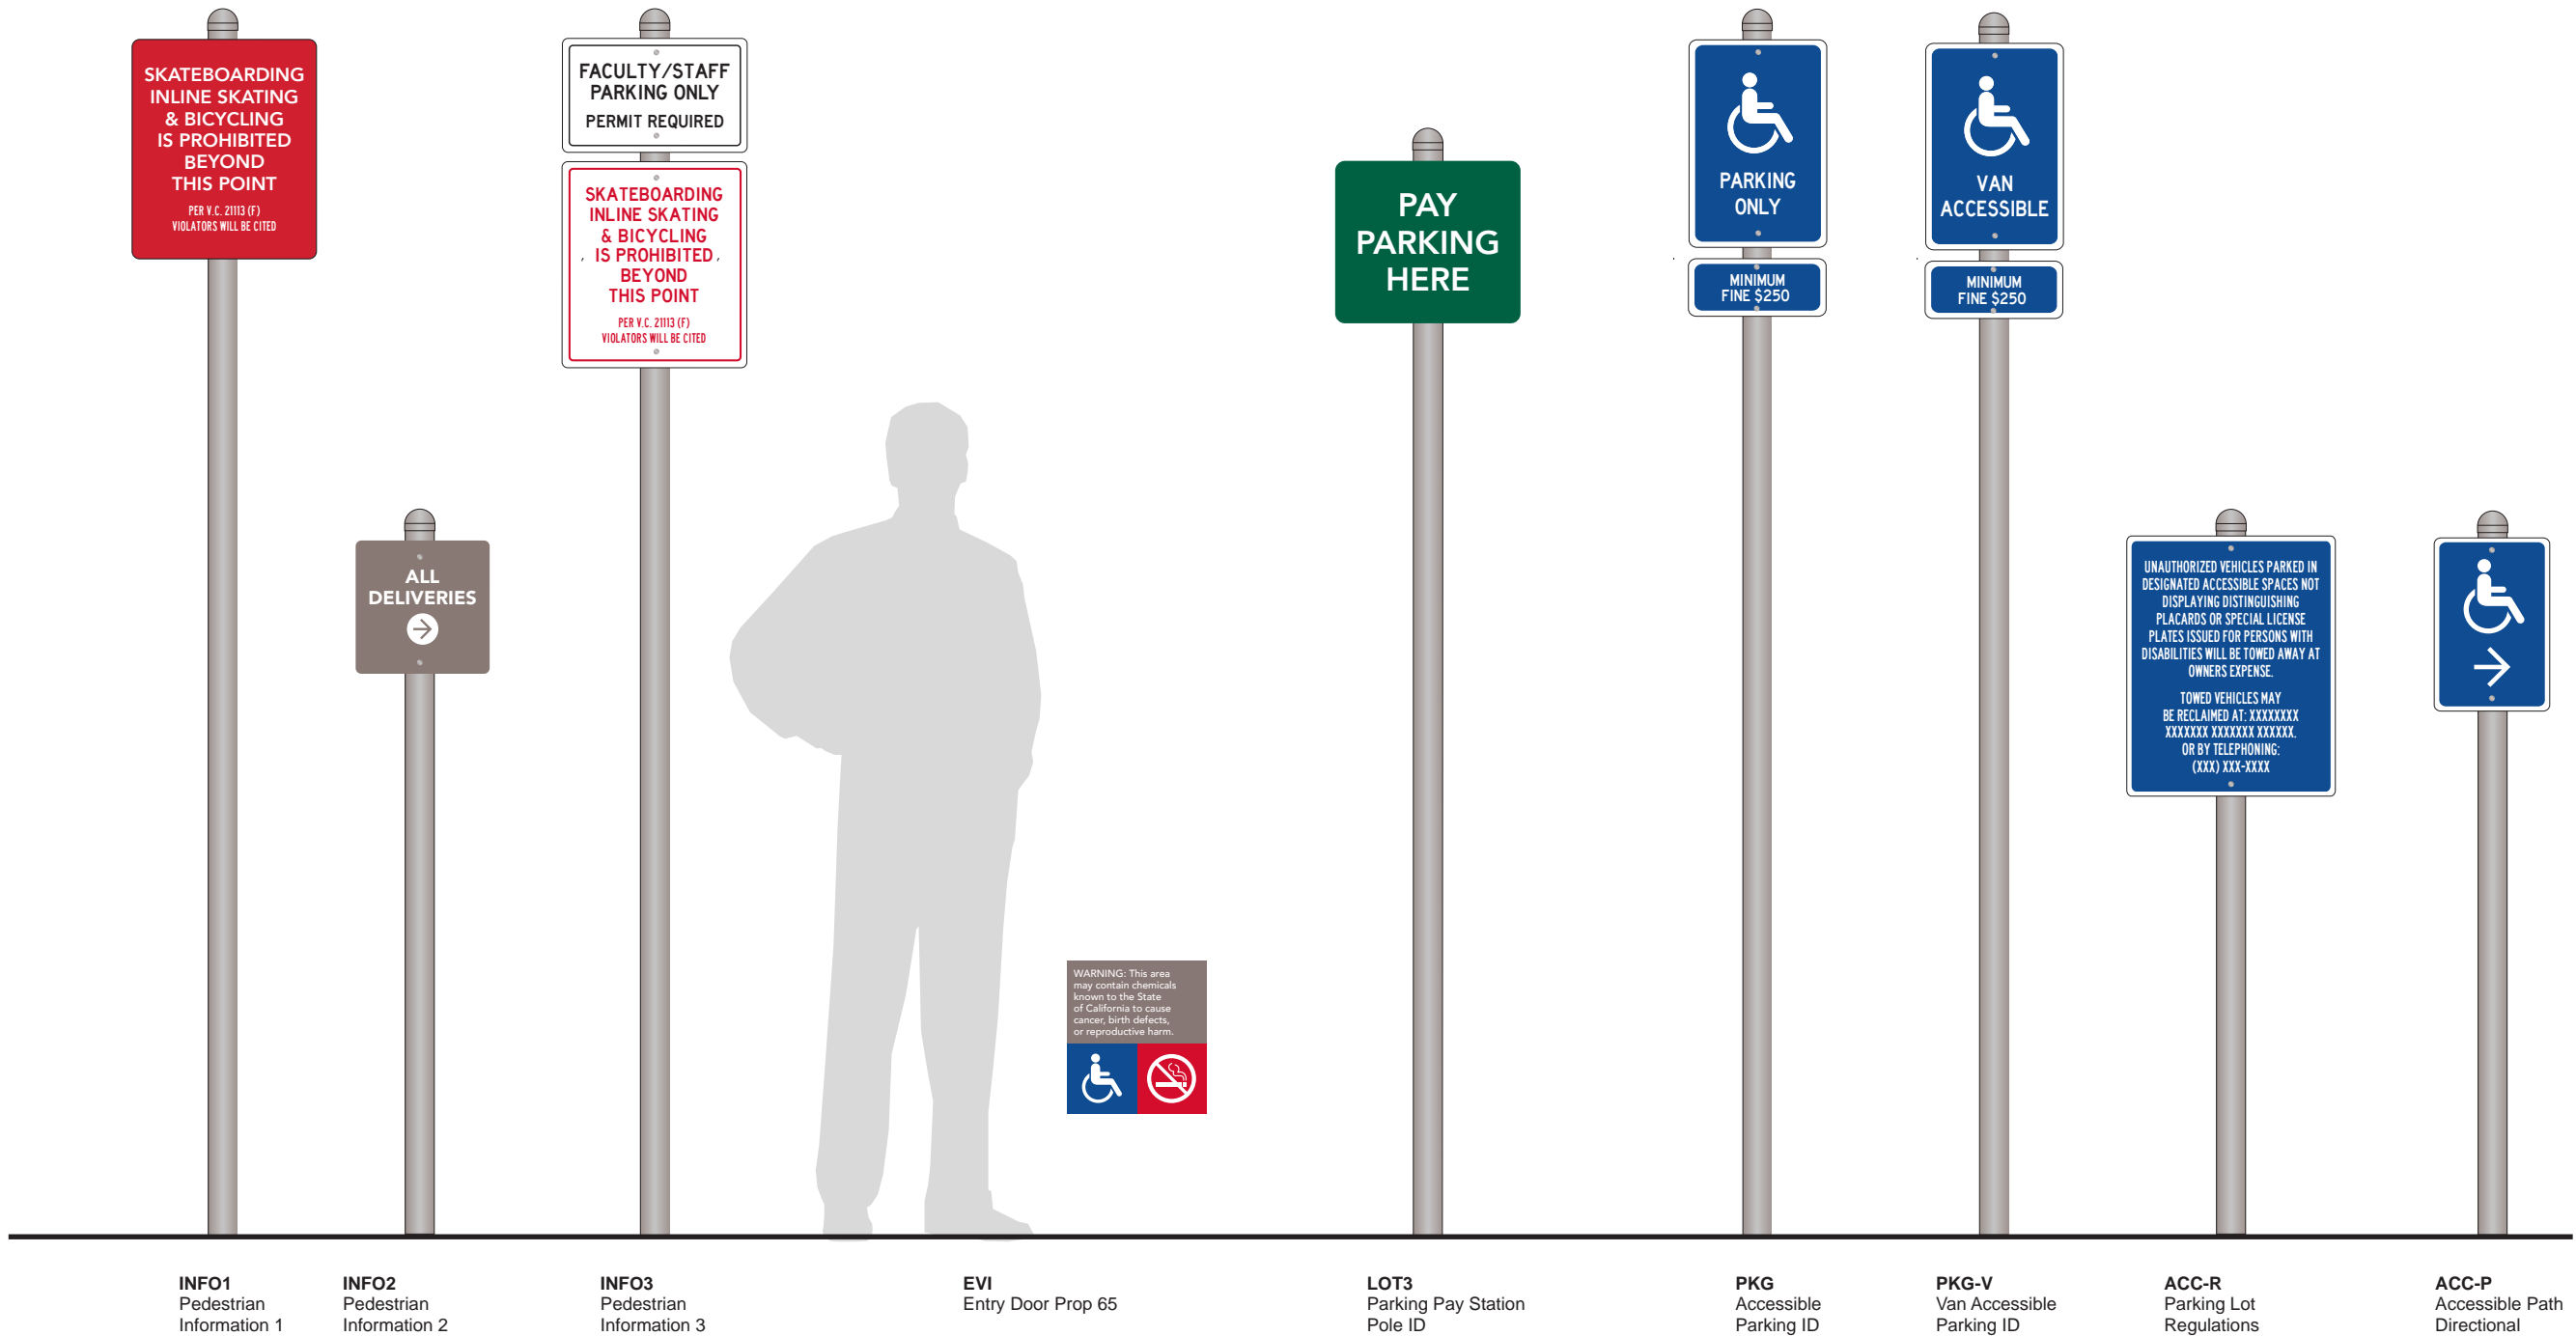 SKATEBOARDING
INLINE SKATING
& BICYCLING
IS PROHIBITED
BEYOND
THIS POINT
PER V.C. 21113 (F)
VIOLATORS WILL BE CITED
ALL
DELIVERIES
FACULTY/STAFF
PARKING ONLY
PERMIT REQUIRED
SKATEBOARDING
INLINE SKATING
& BICYCLING
IS PROHIBITED
BEYOND
THIS POINT
PER V.C. 21113 (F)
VIOLATORS WILL BE CITED
WARNING: This area
may contain chemicals
known to the State
of California to cause
cancer, birth defects,
or reproductive harm.
PAY
PARKING
HERE
PARKING
ONLY
MINIMUM
FINE $250
VAN
ACCESSIBLE
MINIMUM
FINE $250
UNAUTHORIZED VEHICLES PARKED IN
DESIGNATED ACCESSIBLE SPACES NOT
DISPLAYING DISTINGUISHING
PLACARDS OR SPECIAL LICENSE
PLATES ISSUED FOR PERSONS WITH
DISABILITIES WILL BE TOWED AWAY AT
OWNERS EXPENSE.
TOWED VEHICLES MAY
BE RECLAIMED AT: XXXXXXXX
XXXXXXX XXXXXXX XXXXXX.
OR BY TELEPHONING:
(XXX) XXX-XXXX
INFO1
Pedestrian
Information 1
INFO2
Pedestrian
Information 2
INFO3
Pedestrian
Information 3
EVI
Entry Door Prop 65
LOT3
Parking Pay Station
Pole ID
PKG
Accessible
Parking ID
PKG-V
Van Accessible
Parking ID
ACC-R
Parking Lot
Regulations
ACC-P
Accessible Path
Directional